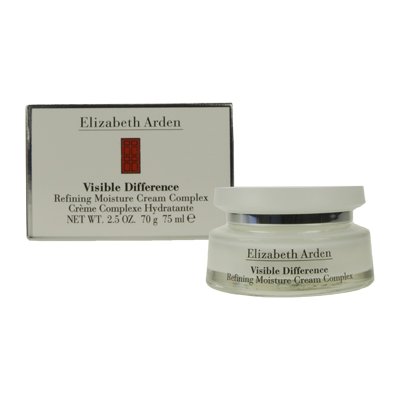 Elizabeth Arden
Visible Difference
Refining Moisture Cream Complex
Crème Complexe Hydratante
NET WT. 2.5 OZ. 70 g 75 ml ℮
Elizabeth Arden
Visible Difference
Refining Moisture Cream Complex